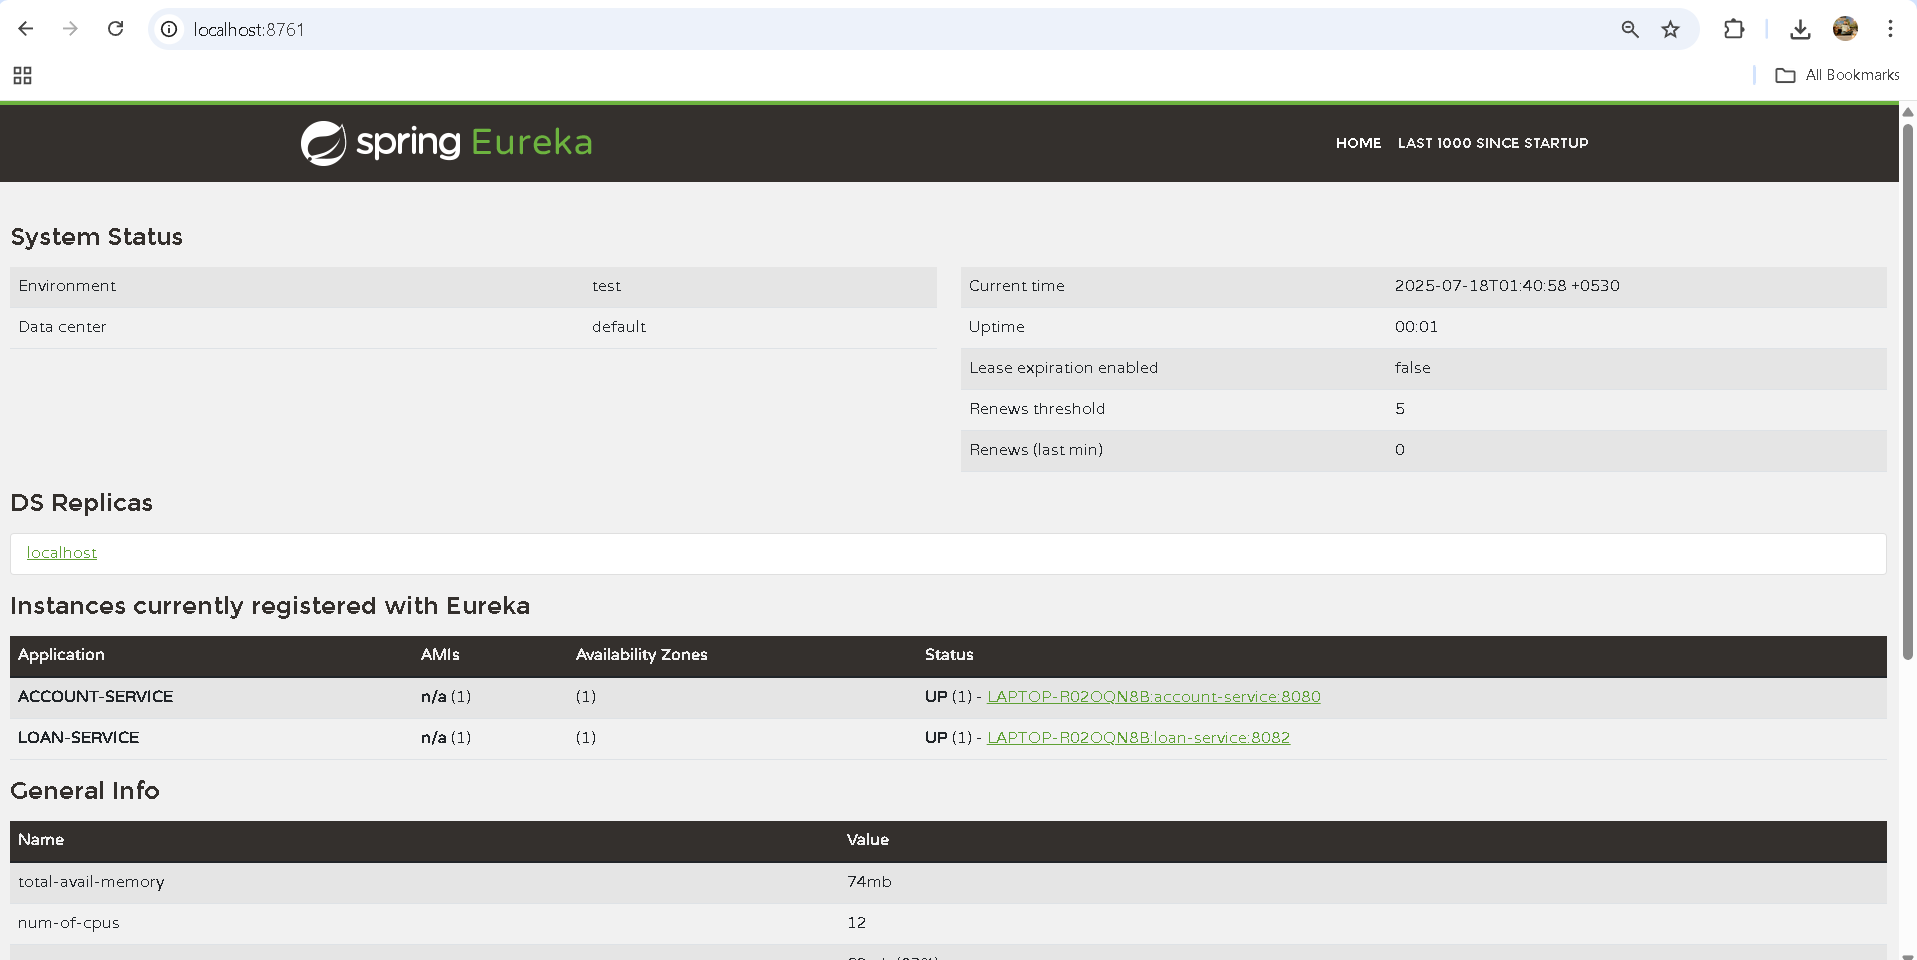 localhost:8761
All Bookmarks
spring Eureka
HOME LAST 1000 SINCE STARTUP
System Status
Environment test
Data center default
Current time 2025-07-18T01:40:58 +0530
Uptime 00:01
Lease expiration enabled false
Renews threshold 5
Renews (last min) 0
DS Replicas
localhost
Instances currently registered with Eureka
Application AMIs Availability Zones Status
ACCOUNT-SERVICE n/a (1) (1) UP (1) - LAPTOP-R02OQN8B:account-service:8080
LOAN-SERVICE n/a (1) (1) UP (1) - LAPTOP-R02OQN8B:loan-service:8082
General Info
Name Value
total-avail-memory 74mb
num-of-cpus 12